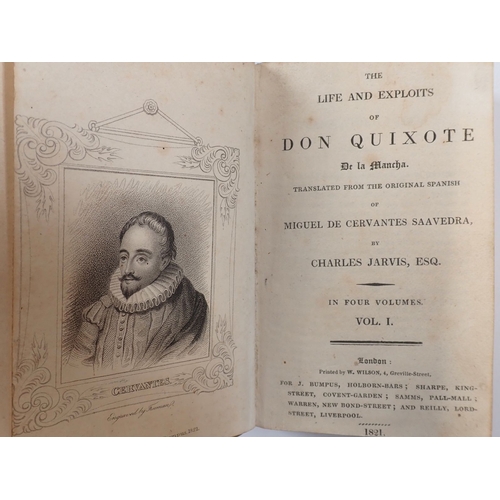 CERVANTES.
Engraved by
THE
LIFE AND EXPLOITS
OF
DON QUIXOTE
De la Mancha.
TRANSLATED FROM THE ORIGINAL SPANISH
OF
MIGUEL DE CERVANTES SAAVEDRA,
BY
CHARLES JARVIS, ESQ.
IN FOUR VOLUMES.
VOL. I.
London:
Printed by W. WILSON, 4, Greville-Street,
FOR J. BUMPUS, HOLBORN-BARS; SHARPE, KING-
STREET, COVENT-GARDEN; SAMMS, PALL-MALL;
WARREN, NEW BOND-STREET; AND REILLY, LORD-
STREET, LIVERPOOL.
1821.